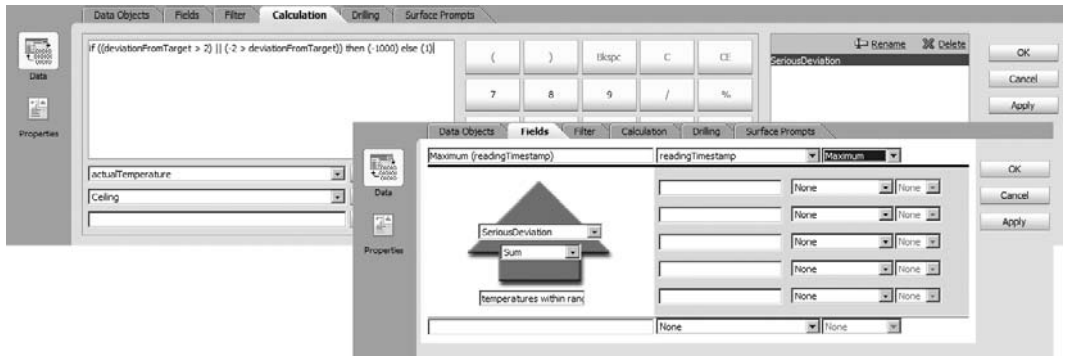 Data Objects Fields Filter Calculation Drilling Surface Prompts
Data
Properties
if ((deviationFromTarget > 2) || (-2 > deviationFromTarget)) then (-1000) else (1)
( ) Bkspc C CE
7 8 9 / %
Rename Delete
SeriousDeviation
OK
Cancel
Apply
actualTemperature
Ceiling
Data Objects Fields Filter Calculation Drilling Surface Prompts
Data
Properties
Maximum (readingTimestamp) readingTimestamp Maximum
SeriousDeviation
Sum
temperatures within rang
None None
None None
None None
None None
None None
None None
OK
Cancel
Apply